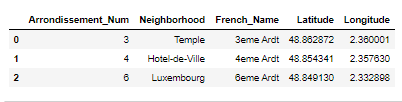 Arrondissement_Num Neighborhood French_Name Latitude Longitude
0 3 Temple 3eme Ardt 48.862872 2.360001
1 4 Hotel-de-Ville 4eme Ardt 48.854341 2.357630
2 6 Luxembourg 6eme Ardt 48.849130 2.332898